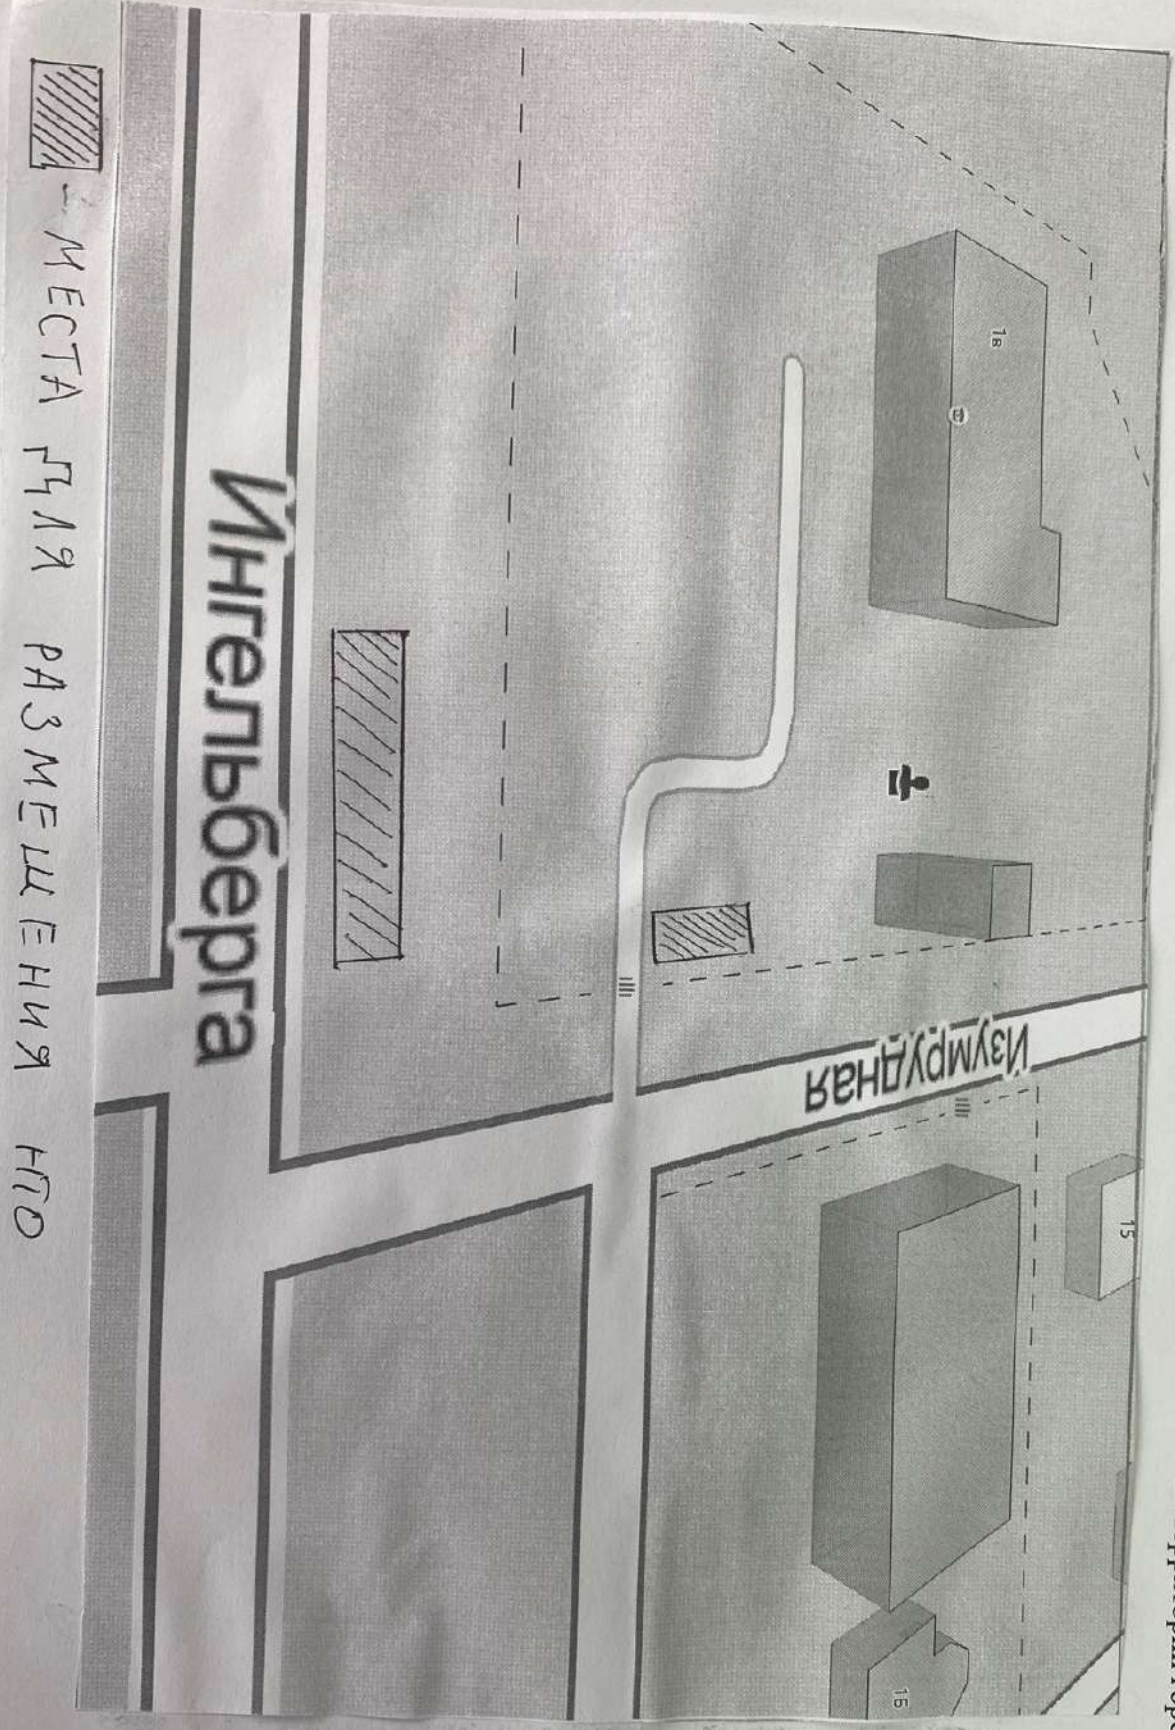 1в
Ингельберга
Изумрудная
15
1Б
- МЕСТА ДЛЯ РАЗМЕЩЕНИЯ НТО